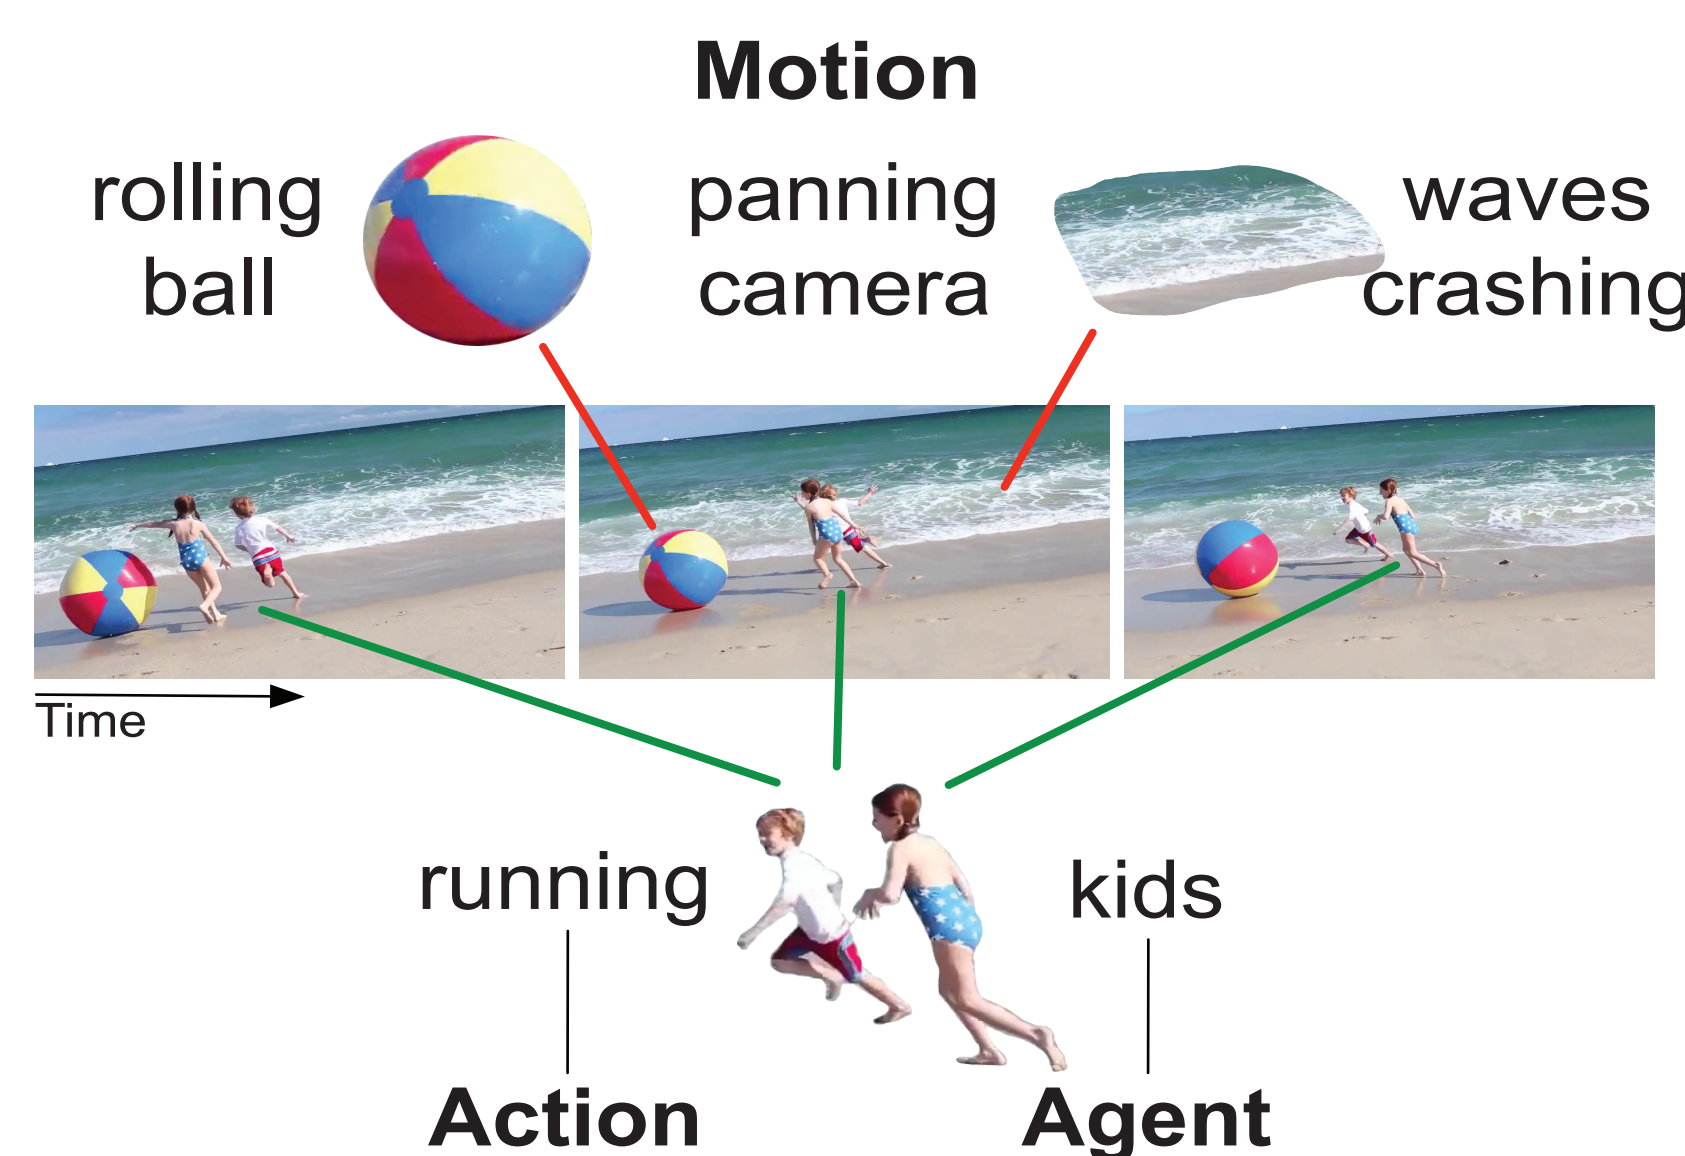 Motion
rolling
ball
panning
camera
waves
crashing
Time
running
kids
Action
Agent